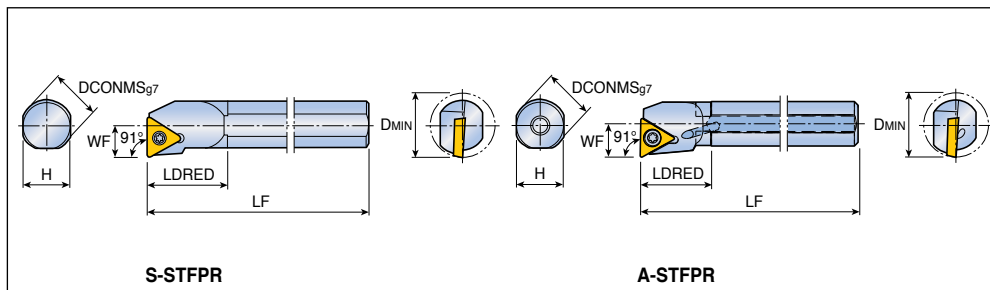 DCONMSg7
WF
91°
H
LDRED
LF
DMIN
S-STFPR
DCONMSg7
WF
91°
H
LDRED
LF
DMIN
A-STFPR